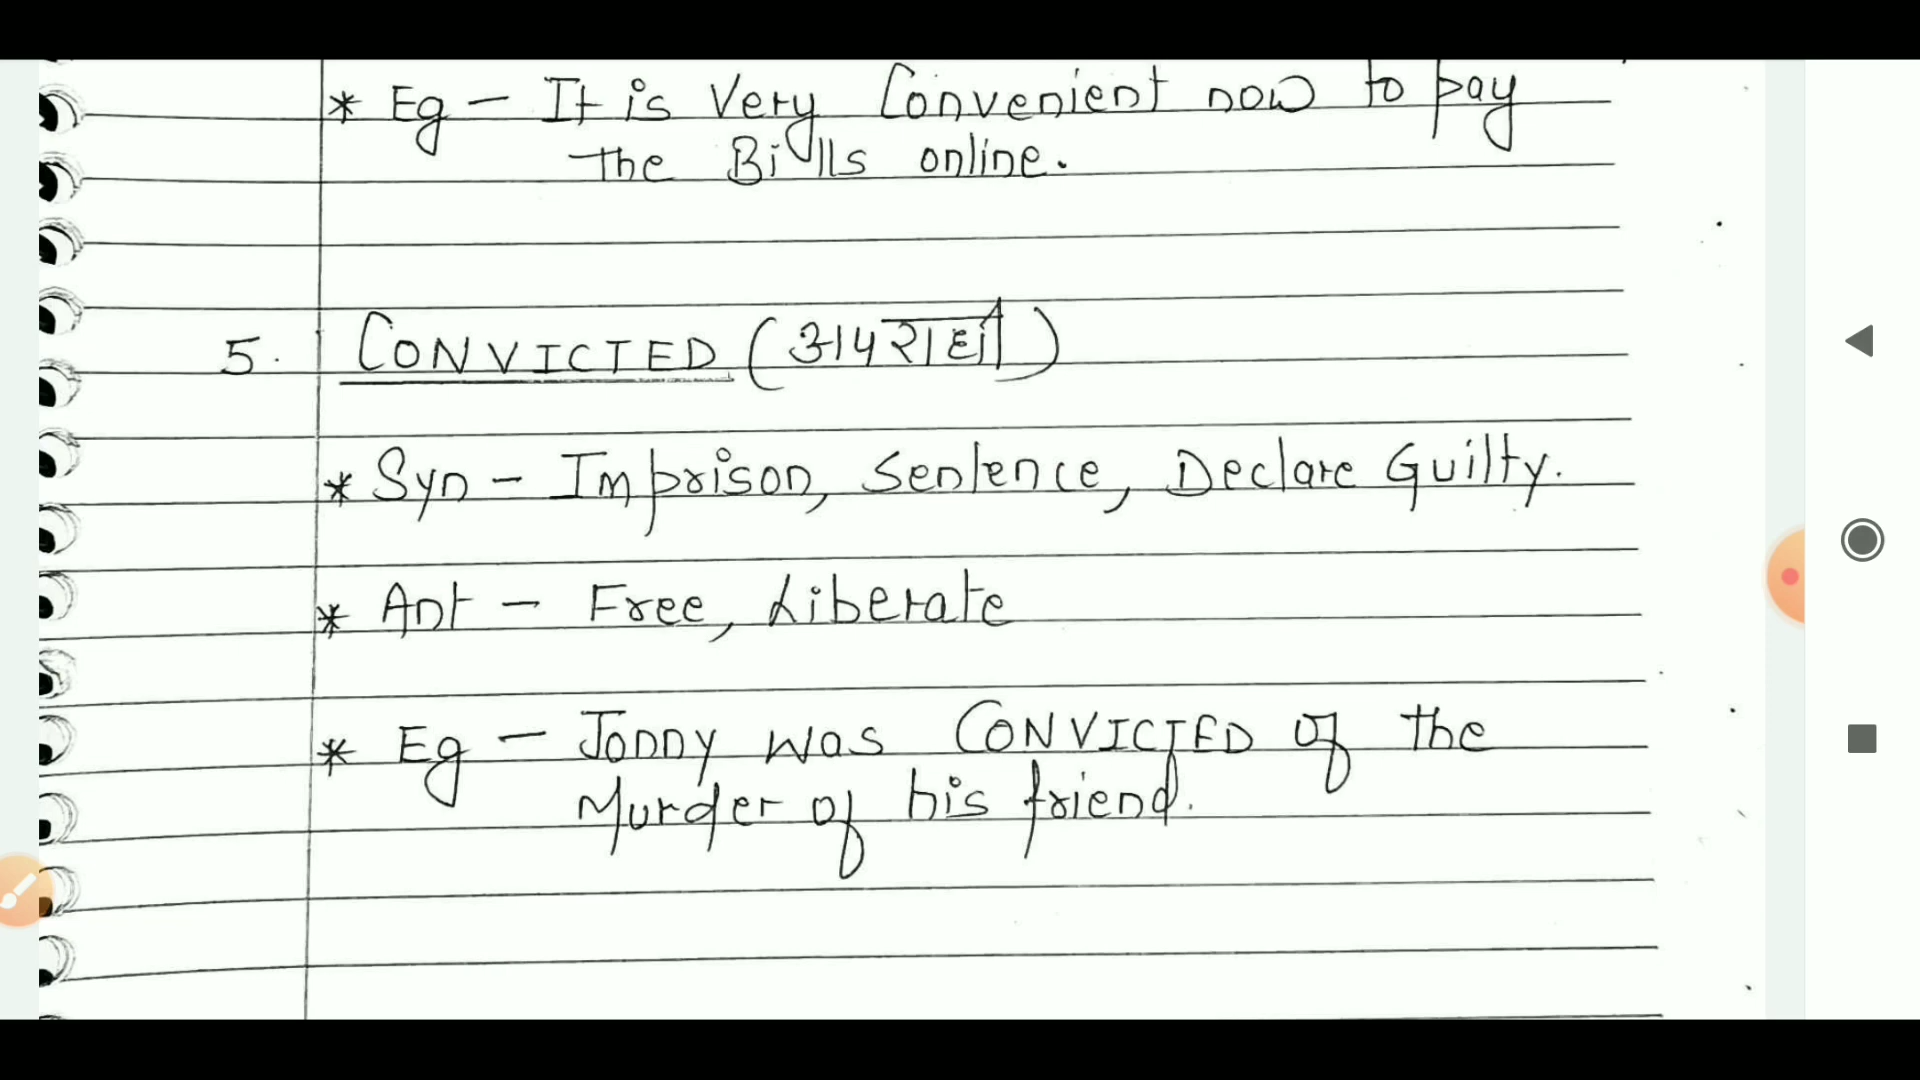 * Eg - It is Very Convenient now to pay
the Bills online.
5. CONVICTED (अपराधी)
* Syn - Imprison, Sentence, Declare Guilty.
* Ant - Free, Liberate
* Eg - Jonny was CONVICTED of the
Murder of his friend.